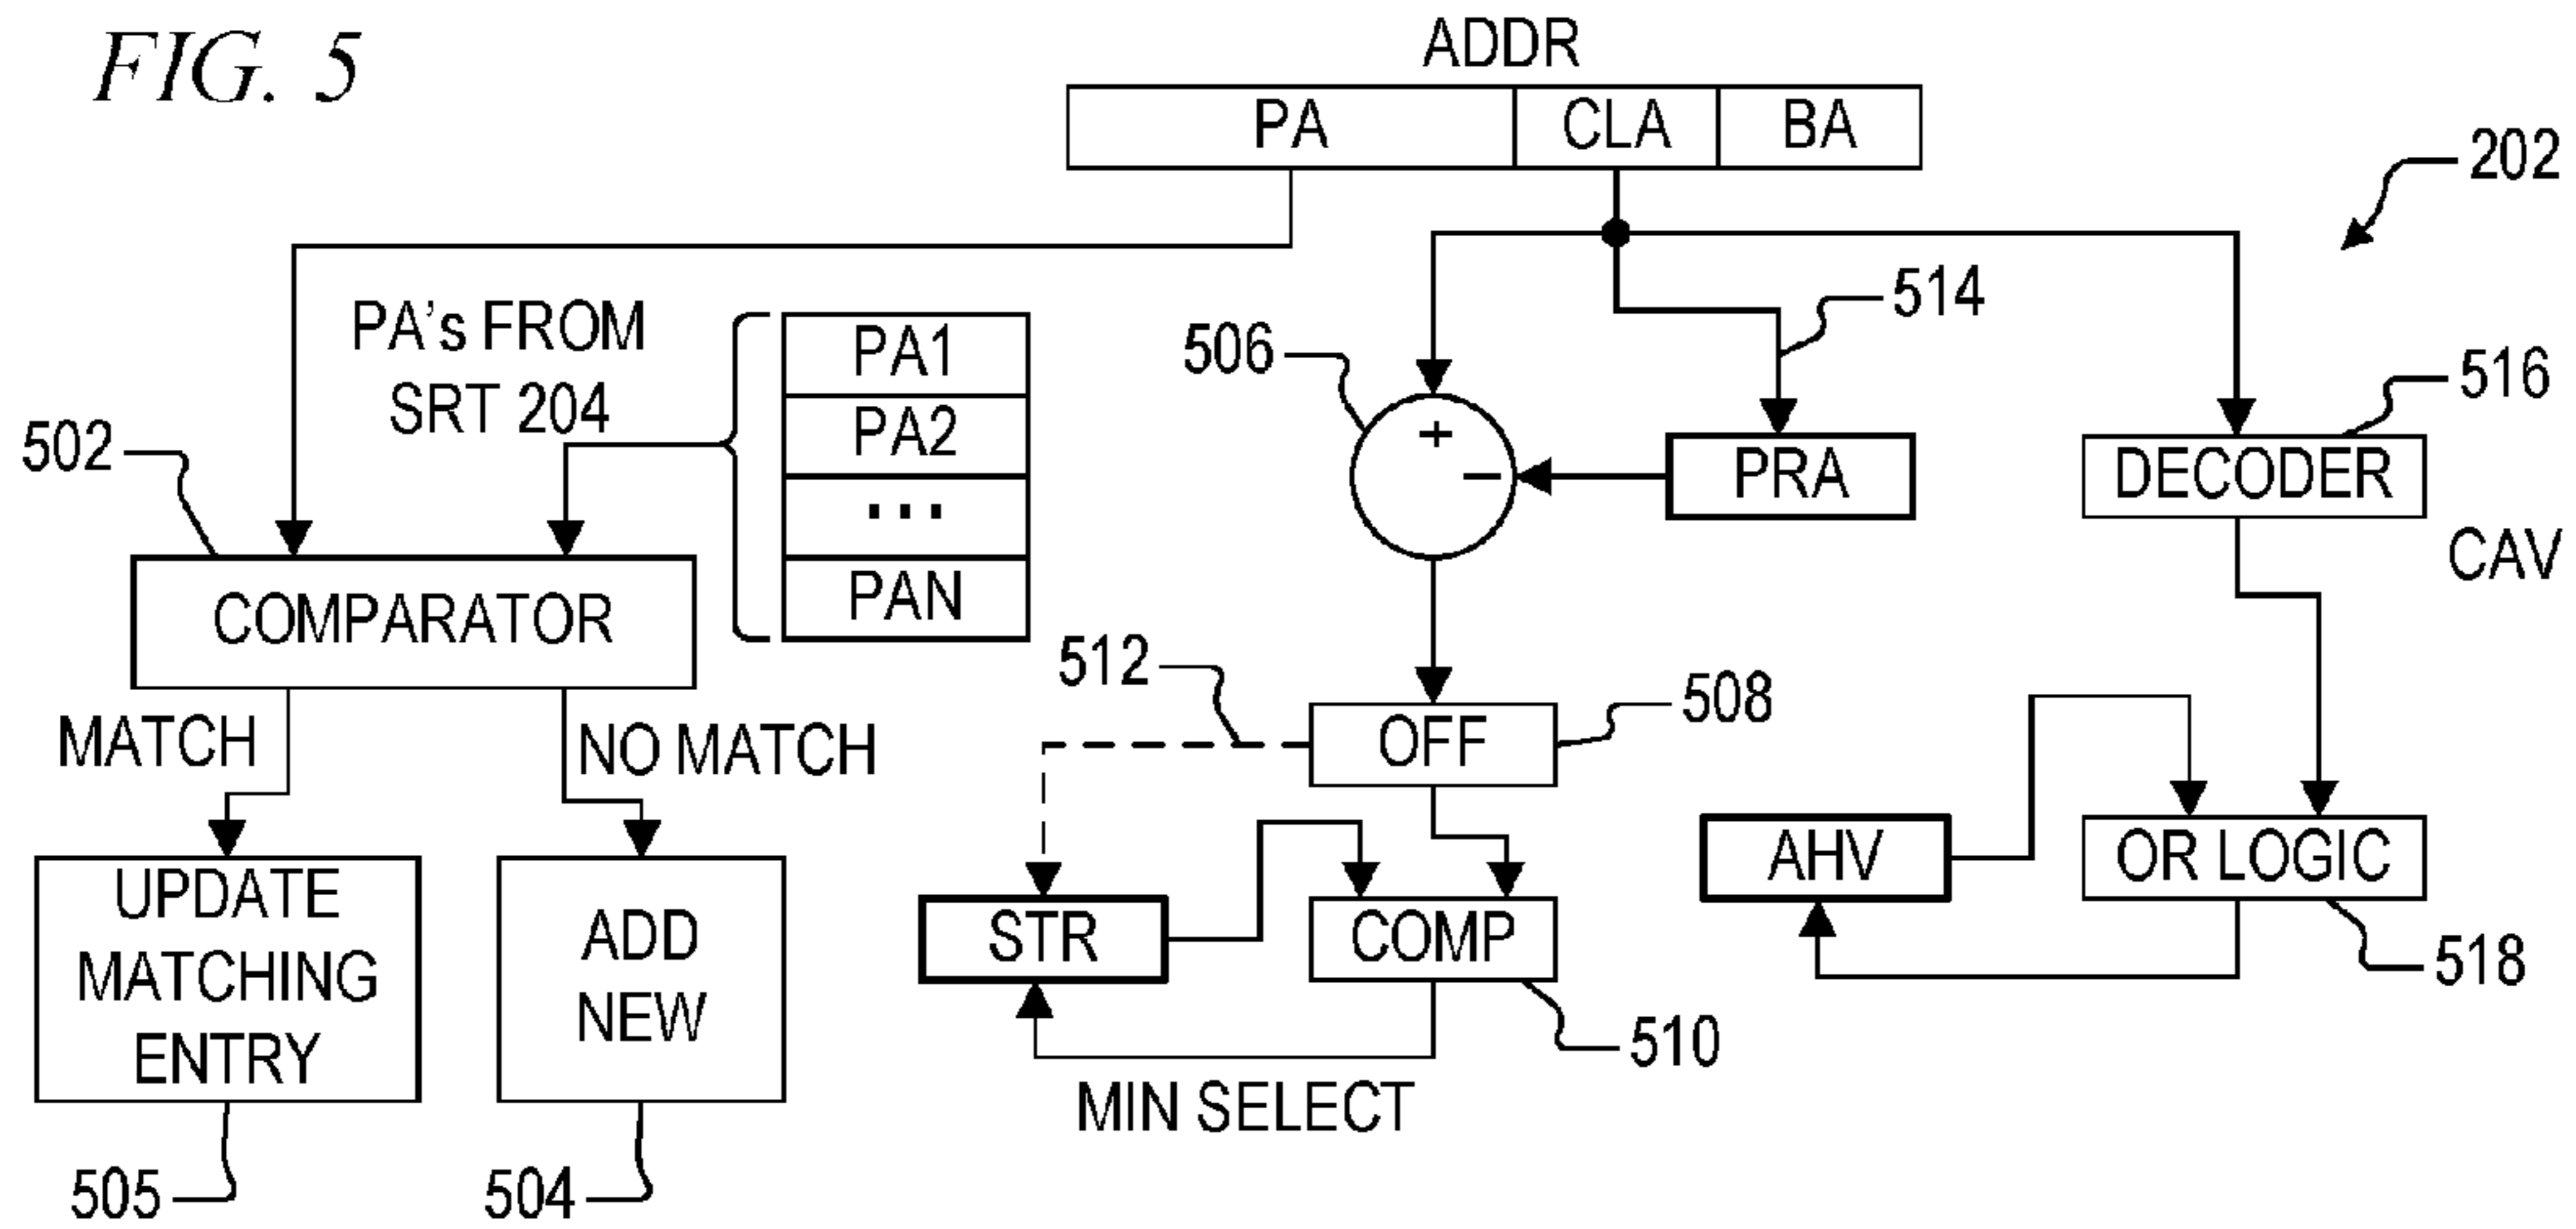 FIG. 5
ADDR
PA CLA BA
202
PA's FROM
SRT 204
514
PA1
506
516
PA2
502
+
−
PRA
DECODER
...
CAV
PAN
COMPARATOR
512
508
MATCH
NO MATCH
OFF
AHV
OR LOGIC
UPDATE
MATCHING
ENTRY
ADD
NEW
STR
COMP
518
510
MIN SELECT
505
504